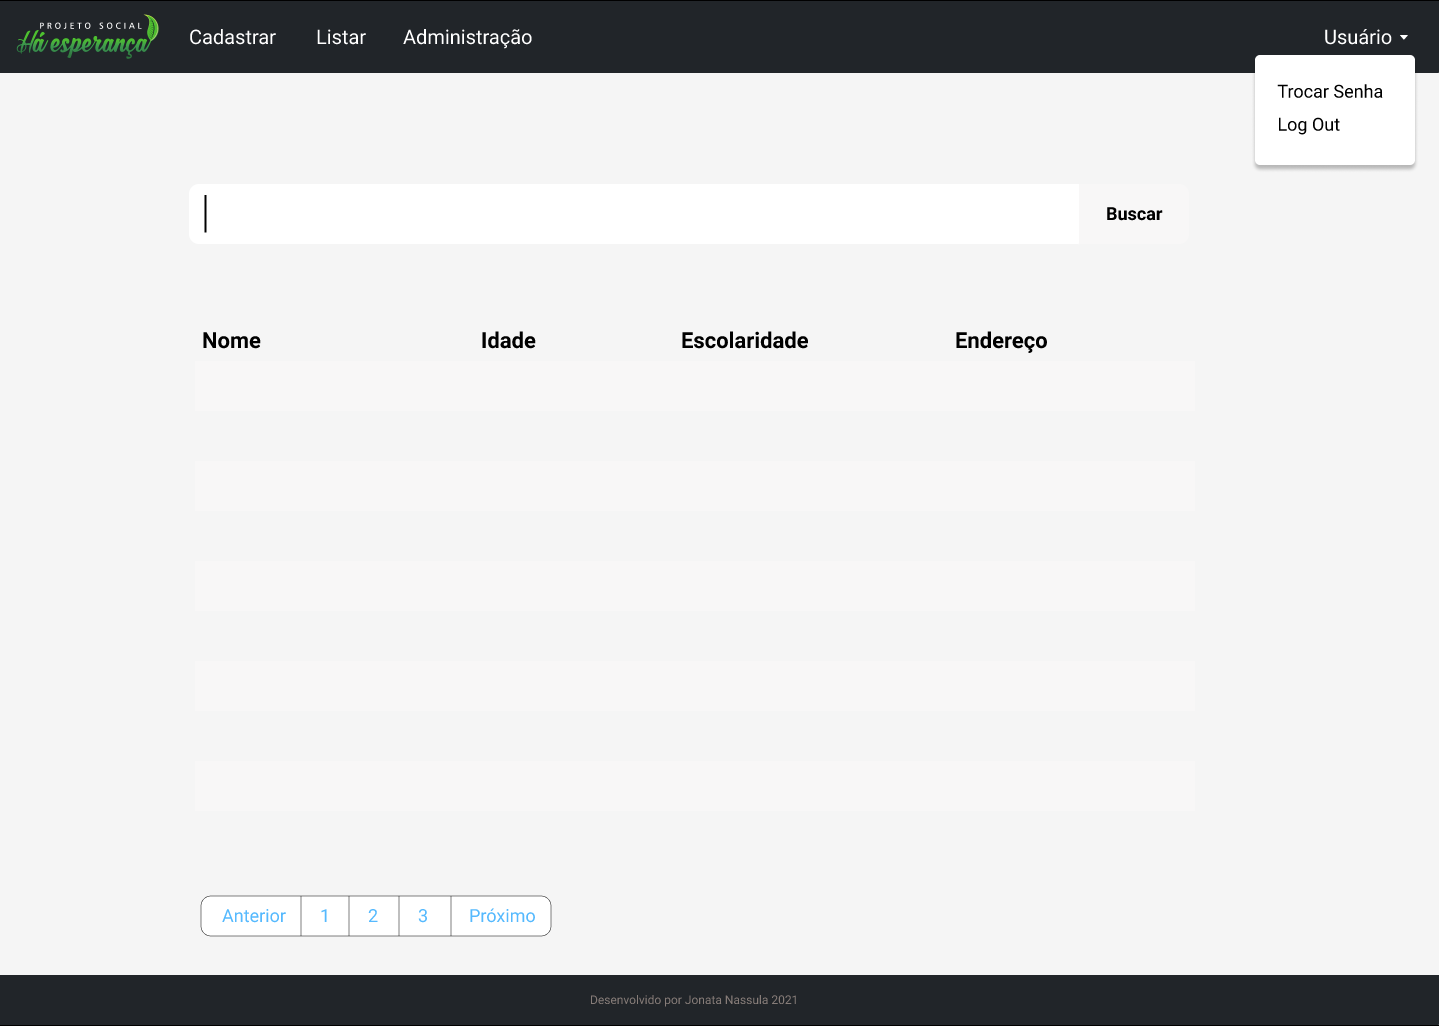 PROJETO SOCIAL
Há esperança
Cadastrar
Listar
Administração
Usuário
Trocar Senha
Log Out
Buscar
Nome
Idade
Escolaridade
Endereço
Anterior
1
2
3
Próximo
Desenvolvido por Jonata Nassula 2021